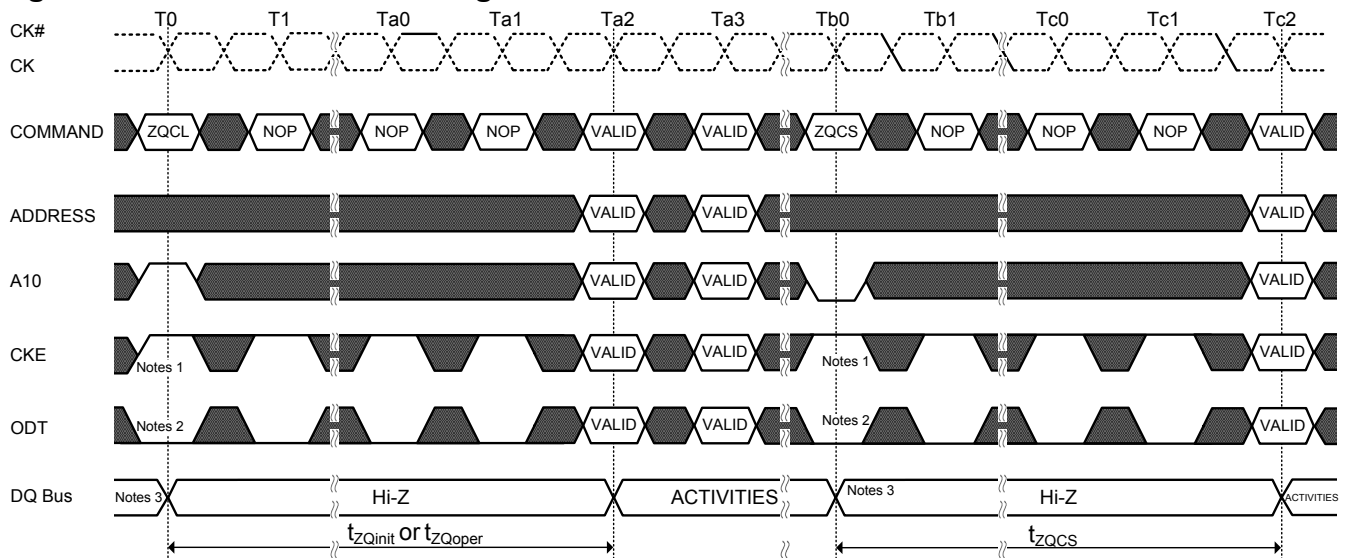 T0 T1 Ta0 Ta1 Ta2 Ta3 Tb0 Tb1 Tc0 Tc1 Tc2
CK#
CK
COMMAND ZQCL NOP NOP NOP VALID VALID ZQCS NOP NOP NOP VALID
ADDRESS VALID VALID VALID
A10 VALID VALID VALID
CKE Notes 1 VALID VALID Notes 1 VALID
ODT Notes 2 VALID VALID Notes 2 VALID
DQ Bus Notes 3 Hi-Z ACTIVITIES Notes 3 Hi-Z ACTIVITIES
tZQinit or tZQoper tZQCS